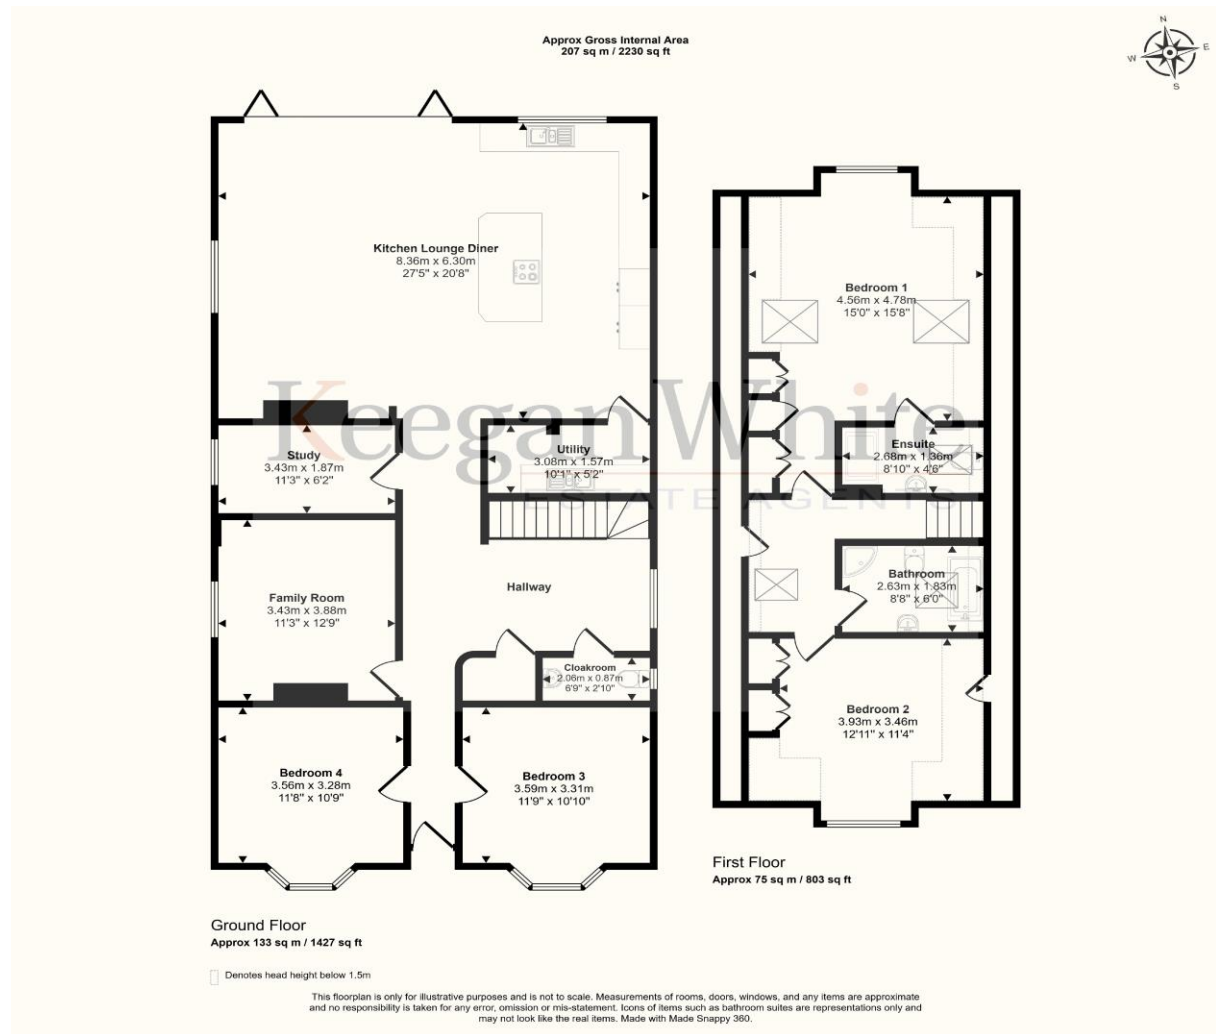 Approx Gross Internal Area
207 sq m / 2230 sq ft
N
W
E
S
Kitchen Lounge Diner
8.36m x 6.30m
27'5" x 20'8"
Study
3.43m x 1.87m
11'3" x 6'2"
Utility
3.08m x 1.57m
10'1" x 5'2"
Family Room
3.43m x 3.88m
11'3" x 12'9"
Hallway
Cloakroom
2.06m x 0.87m
6'9" x 2'10"
Bedroom 4
3.56m x 3.28m
11'8" x 10'9"
Bedroom 3
3.59m x 3.31m
11'9" x 10'10"
Ground Floor
Approx 133 sq m / 1427 sq ft
Bedroom 1
4.56m x 4.78m
15'0" x 15'8"
Ensuite
2.68m x 1.36m
8'10" x 4'6"
Bathroom
2.63m x 1.83m
8'8" x 6'0"
Bedroom 2
3.93m x 3.46m
12'11" x 11'4"
First Floor
Approx 75 sq m / 803 sq ft
KeeganWhite
ESTATE AGENTS
Denotes head height below 1.5m
This floorplan is only for illustrative purposes and is not to scale. Measurements of rooms, doors, windows, and any items are approximate
and no responsibility is taken for any error, omission or mis-statement. Icons of items such as bathroom suites are representations only and
may not look like the real items. Made with Made Snappy 360.